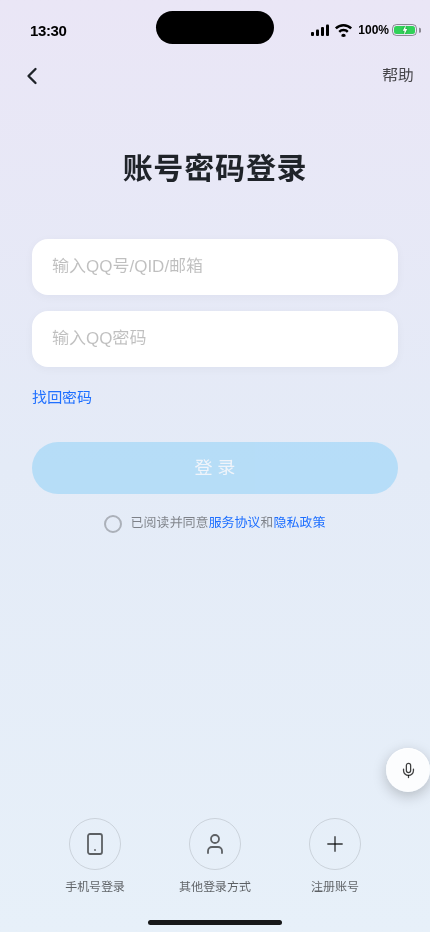 13:30
100%
帮助
账号密码登录
输入QQ号/QID/邮箱
输入QQ密码
找回密码
登 录
已阅读并同意服务协议和隐私政策
手机号登录
其他登录方式
注册账号